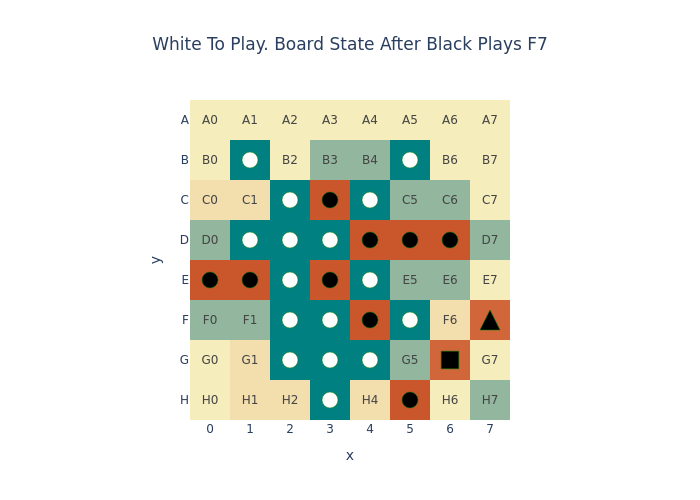 White To Play. Board State After Black Plays F7
A A0 A1 A2 A3 A4 A5 A6 A7
B B0 B2 B3 B4 B6 B7
C C0 C1 C5 C6 C7
D D0 D7
E E5 E6 E7
F F0 F1 F6
G G0 G1 G5 G7
H H0 H1 H2 H4 H6 H7
0 1 2 3 4 5 6 7
x
y